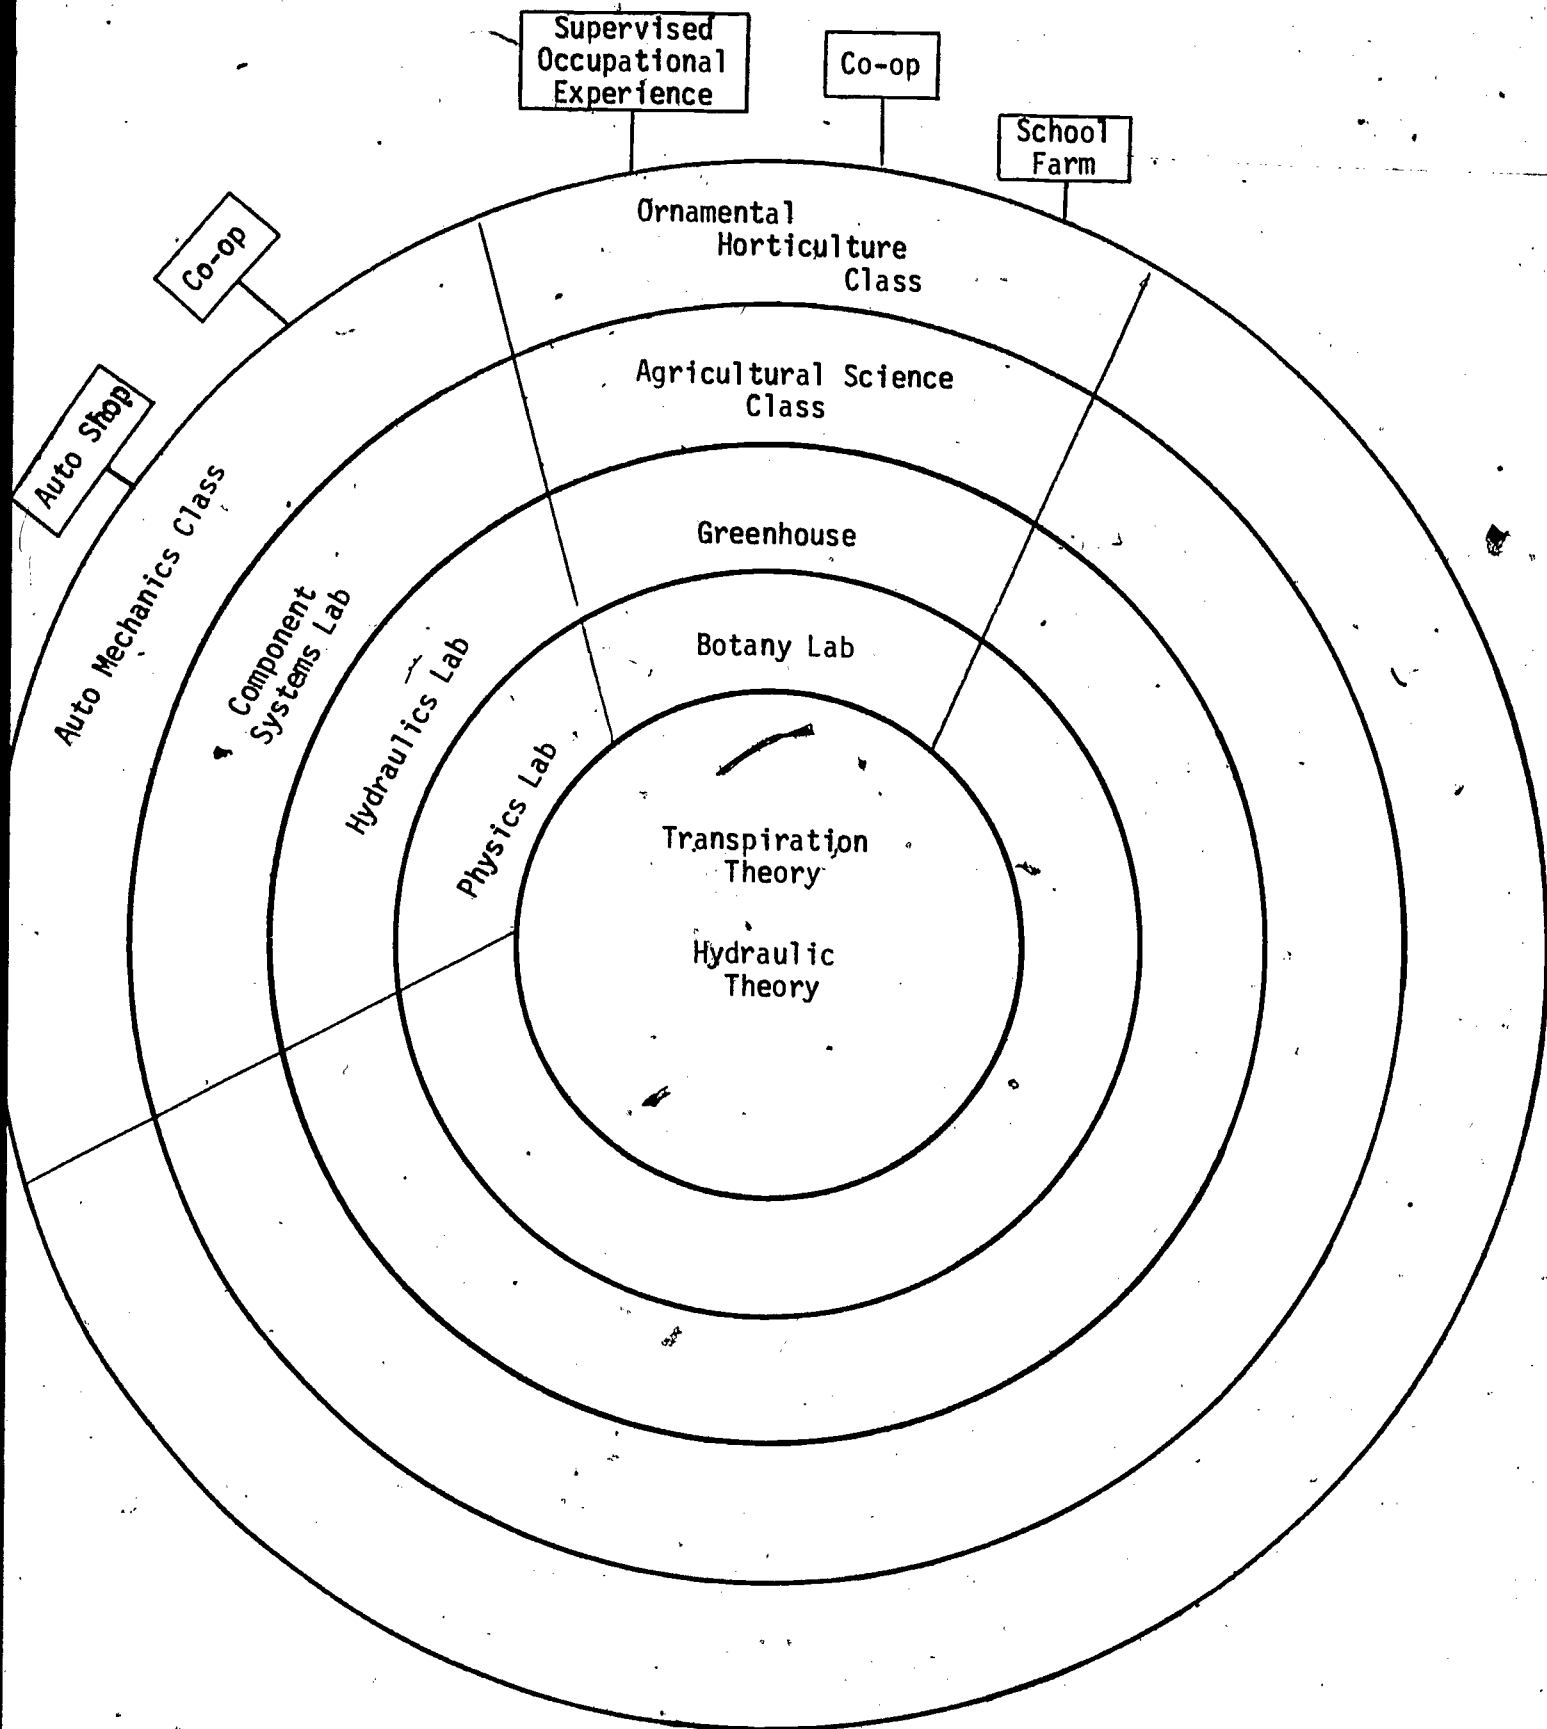 Supervised
Occupational
Experience
Co-op
School
Farm
Co-op
Auto Shop
Ornamental
Horticulture
Class
Agricultural Science
Class
Greenhouse
Botany Lab
Auto Mechanics Class
Component
Systems Lab
Hydraulics Lab
Physics Lab
Transpiration
Theory
Hydraulic
Theory